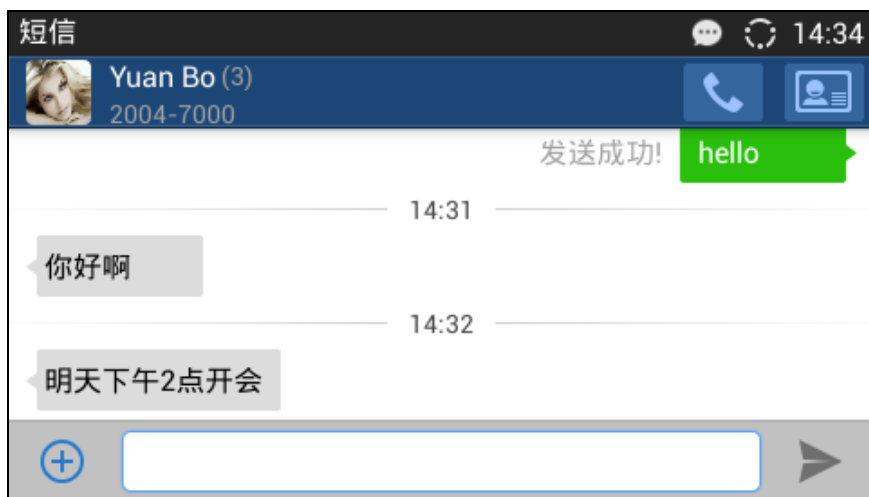 短信 14:34
Yuan Bo (3)
2004-7000
发送成功! hello
14:31
你好啊
14:32
明天下午2点开会